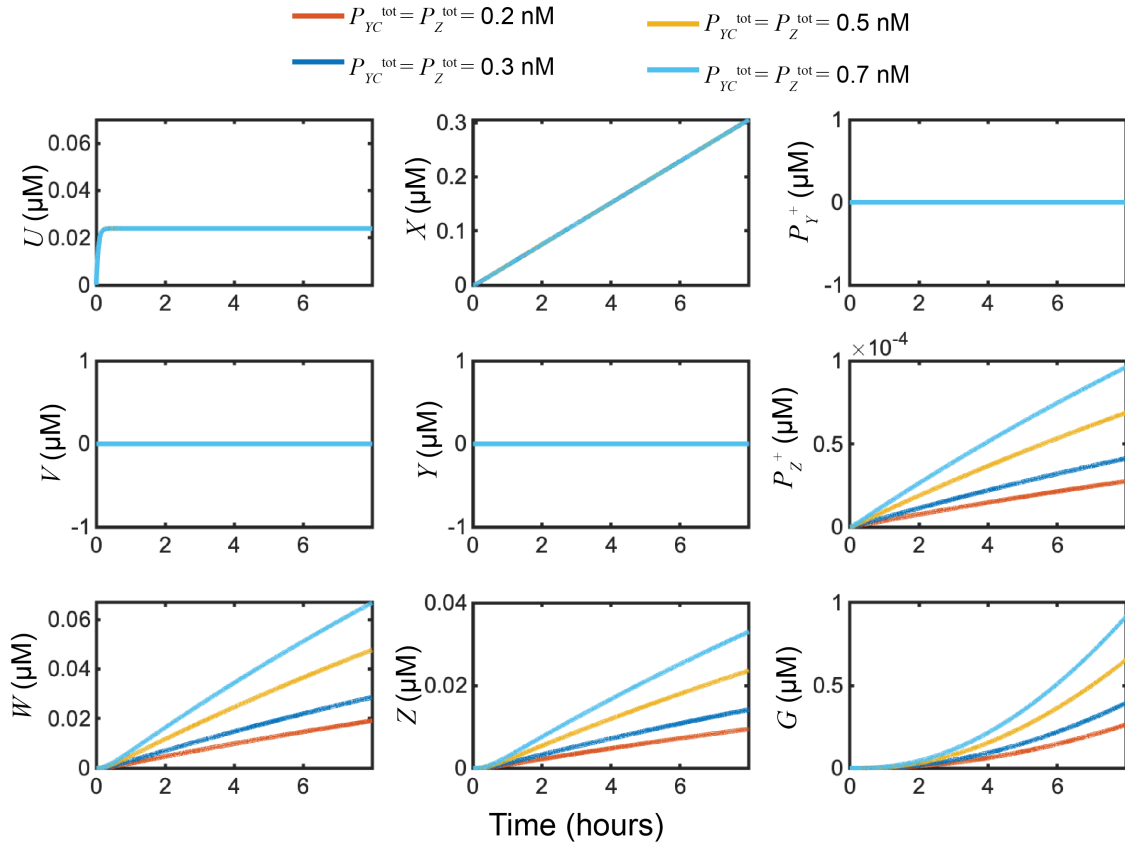 P_YC^tot = P_Z^tot = 0.2 nM
P_YC^tot = P_Z^tot = 0.5 nM
P_YC^tot = P_Z^tot = 0.3 nM
P_YC^tot = P_Z^tot = 0.7 nM
U (µM)
0.06
0.04
0.02
0
0 2 4 6
X (µM)
0.3
0.2
0.1
0
0 2 4 6
P_Y^+ (µM)
1
0
-1
0 2 4 6
V (µM)
1
0
-1
0 2 4 6
Y (µM)
1
0
-1
0 2 4 6
P_Z^+ (µM)
×10^-4
1
0.5
0
0 2 4 6
W (µM)
0.06
0.04
0.02
0
0 2 4 6
Z (µM)
0.04
0.02
0
0 2 4 6
G (µM)
1
0.5
0
0 2 4 6
Time (hours)